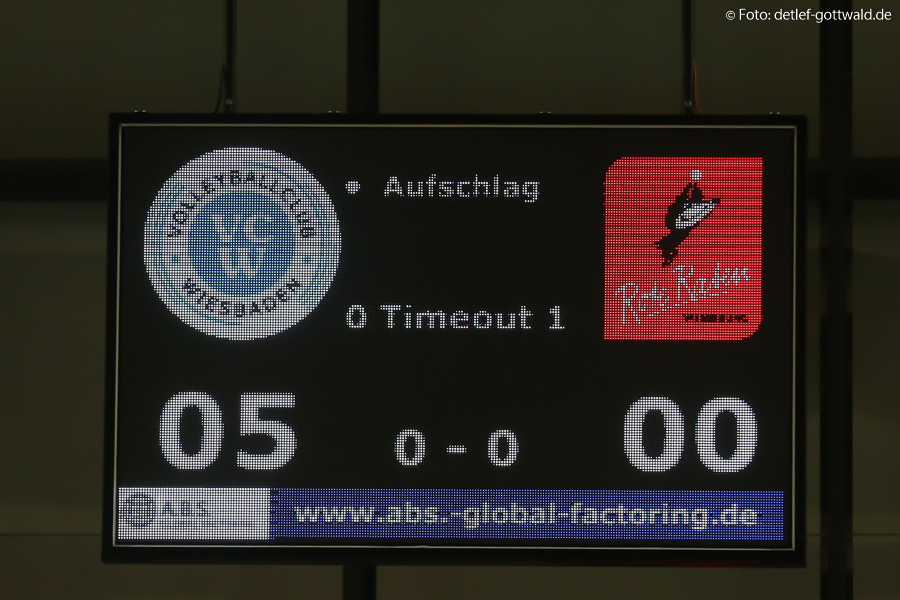 © Foto: detlef-gottwald.de
VOLLEYBALLCLUB
VCW
WIESBADEN
• Aufschlag
0 Timeout 1
Rote Raben
05
0 - 0
00
A.B.S.
www.abs.-global-factoring.de